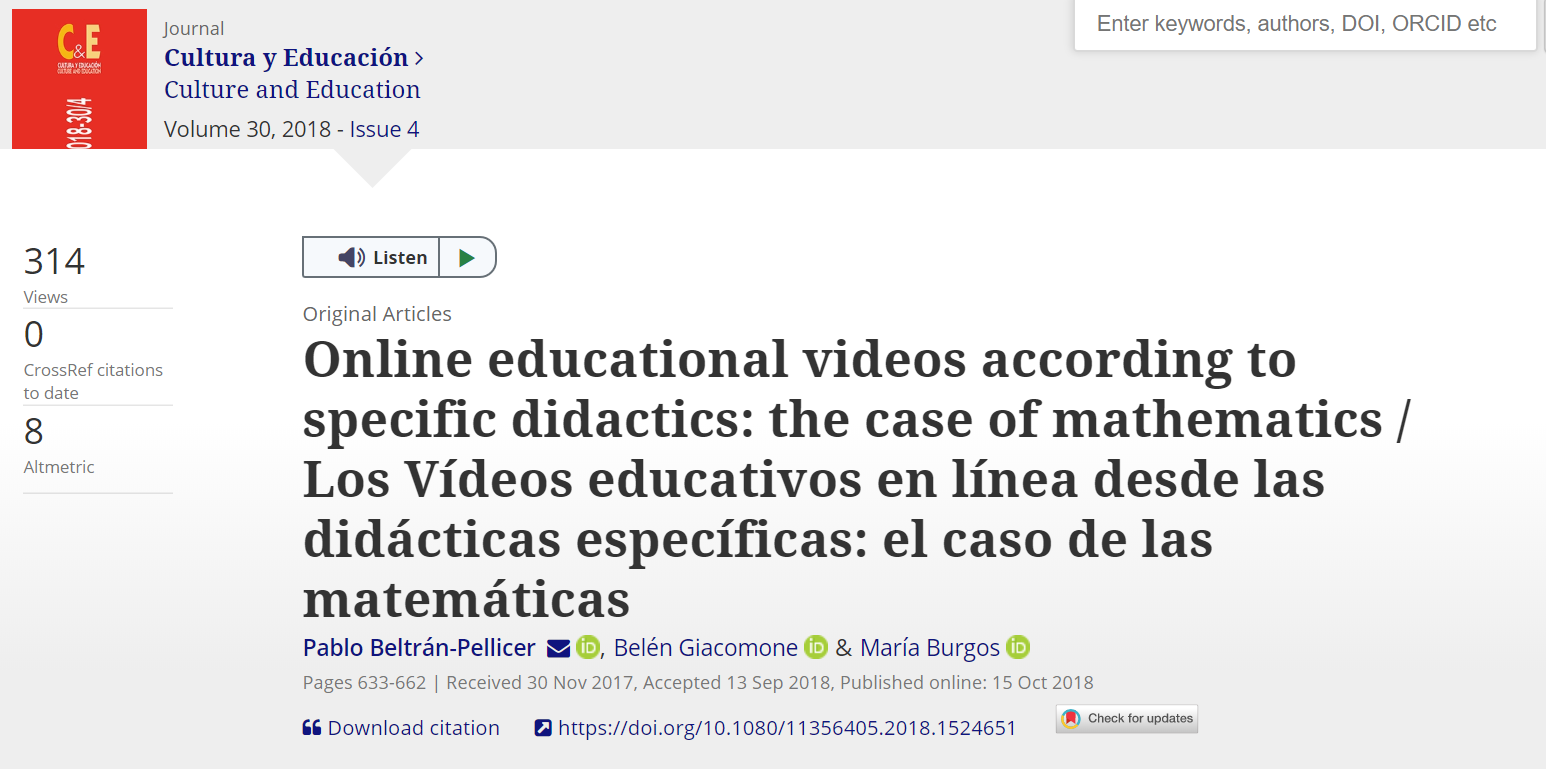 C&E
CULTURA Y EDUCACIÓN
CULTURE AND EDUCATION
018-30/4
Journal
Cultura y Educación >
Culture and Education
Volume 30, 2018 - Issue 4
Enter keywords, authors, DOI, ORCID etc
314
Views
0
CrossRef citations
to date
8
Altmetric
Listen
Original Articles
Online educational videos according to
specific didactics: the case of mathematics /
Los Vídeos educativos en línea desde las
didácticas específicas: el caso de las
matemáticas
Pablo Beltrán-Pellicer iD, Belén Giacomone iD & María Burgos iD
Pages 633-662 | Received 30 Nov 2017, Accepted 13 Sep 2018, Published online: 15 Oct 2018
Download citation https://doi.org/10.1080/11356405.2018.1524651 Check for updates